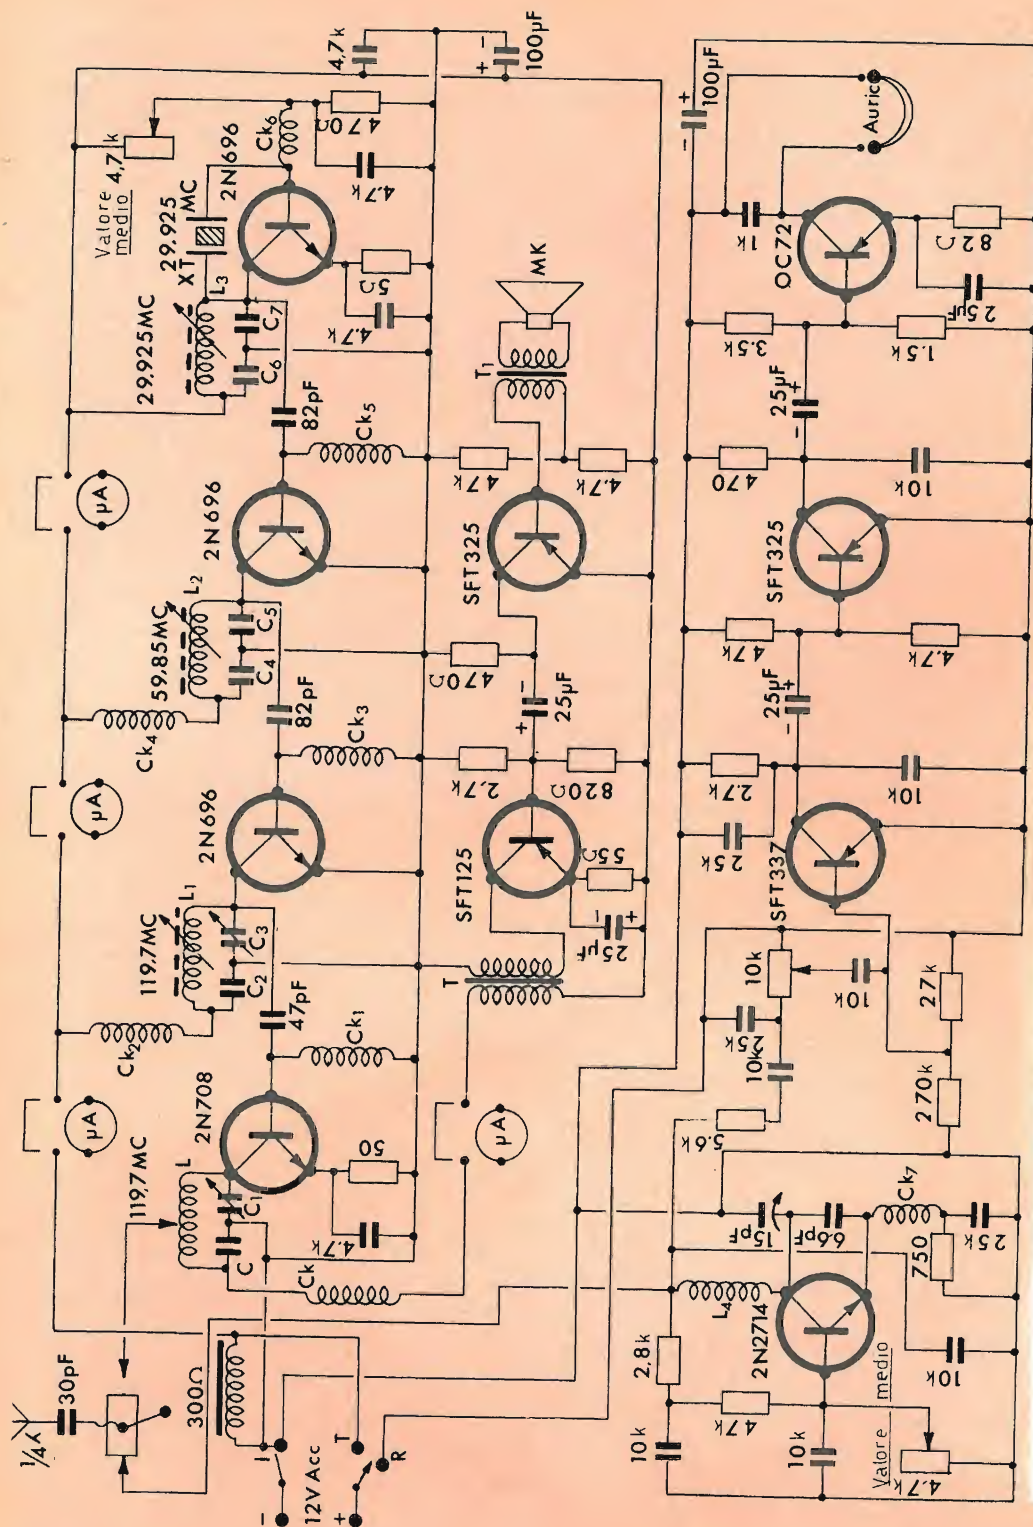 1/4λ
30pF
119,7MC
L
C1
C
2N708
47pF
Ck1
Ck
4.7k
50
300Ω
I
T
R
12V Acc
−
+
µA
Ck2
119.7MC
L1
C2
C3
2N696
82pF
Ck3
µA
Ck4
59,85MC
L2
C4
C5
2N696
82pF
Ck5
µA
29.925MC
L3
C6
C7
XT
29.925
MC
2N696
Valore
medio 4,7k
Ck6
4.7k
470Ω
4.7k
5Ω
4,7k
100µF
− +
µA
T
SFT125
25µF
− +
55Ω
2.7k
820Ω
25µF
+ −
470Ω
SFT325
4.7k
4.7k
T1
MK
10k
2.8k
47k
10k
Valore medio
4.7k
L4
2N2714
15pF
6.6pF
Ck7
750
25k
10k
5.6k
10k
25k
10k
10k
270k
27k
SFT337
25k
2.7k
10k
25µF
− +
47k
4.7k
SFT325
470
10k
25µF
− +
3.5k
1.5k
OC72
1k
25µF
82Ω
100µF
− +
Auric